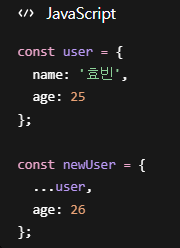 </> JavaScript
const user = {
  name: '효빈',
  age: 25
};
const newUser = {
  ...user,
  age: 26
};